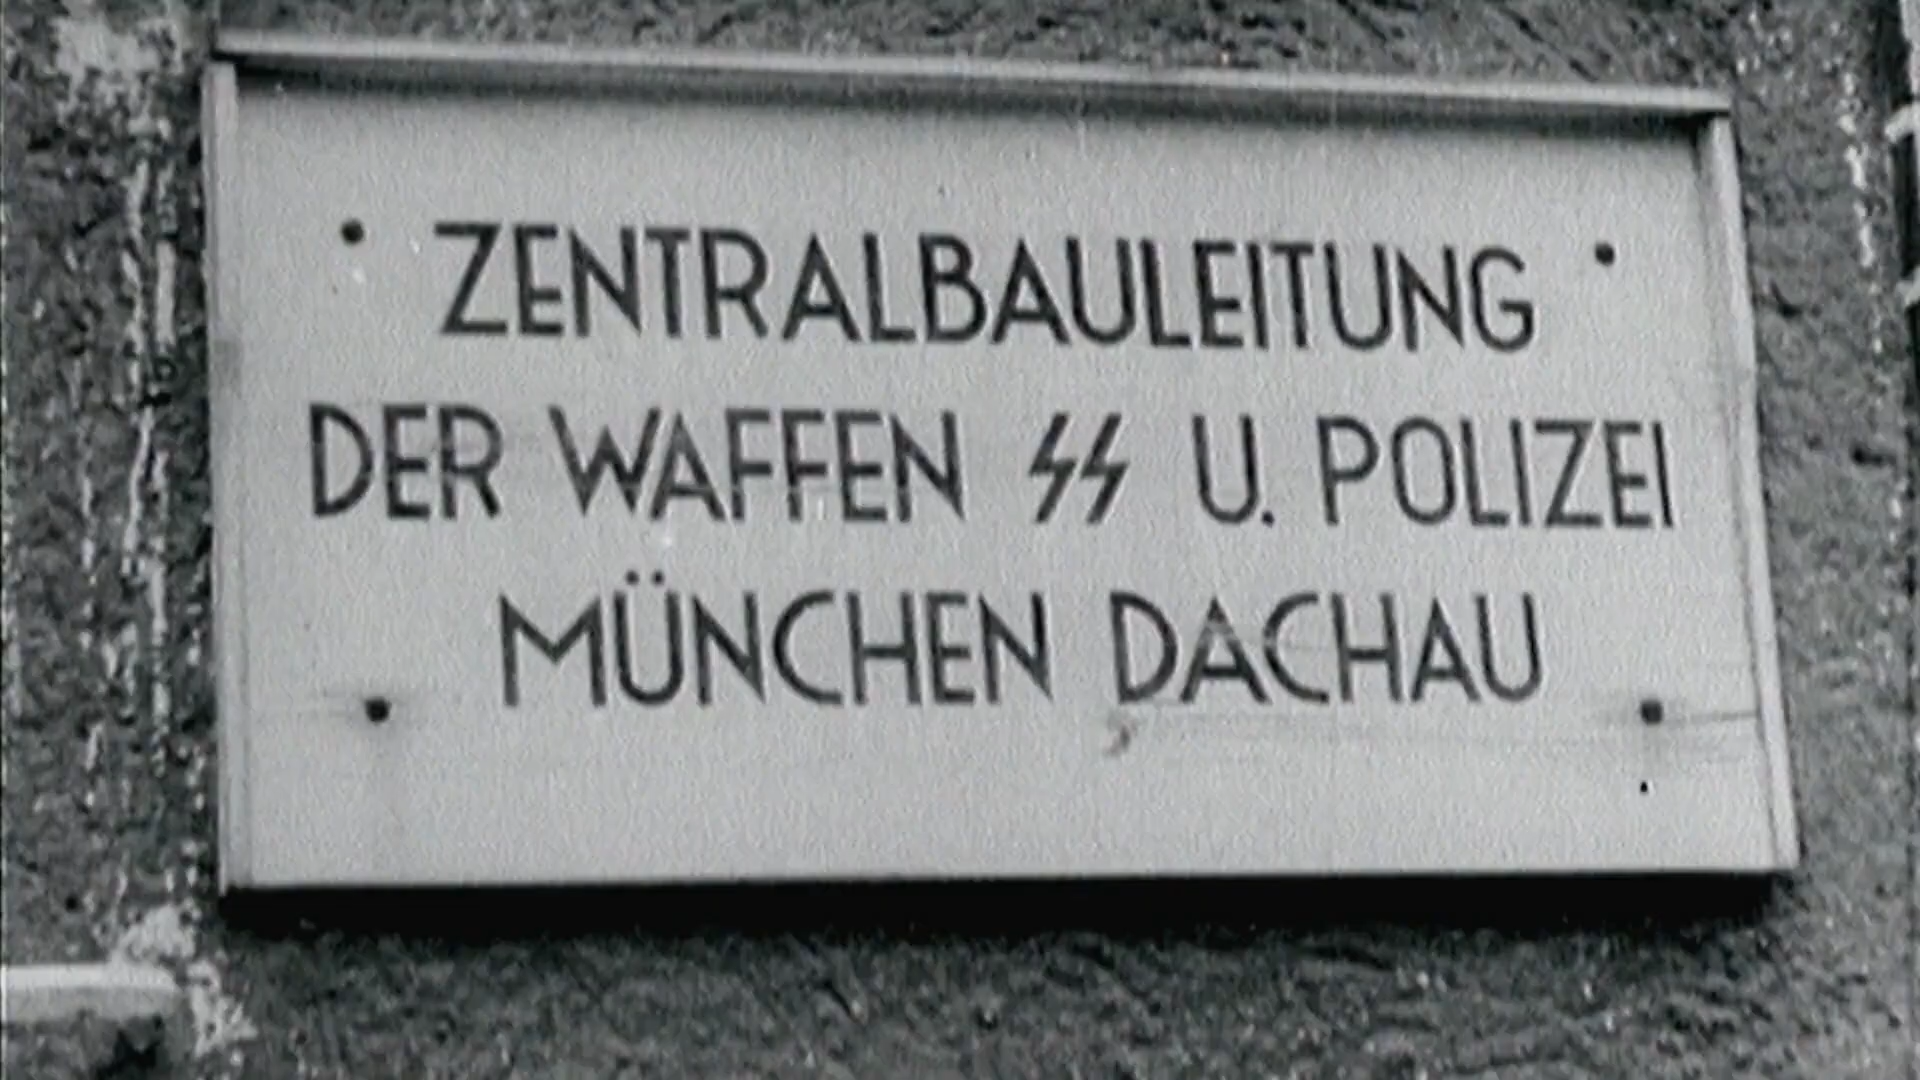 ZENTRALBAULEITUNG
DER WAFFEN ᛋᛋ U. POLIZEI
MÜNCHEN DACHAU